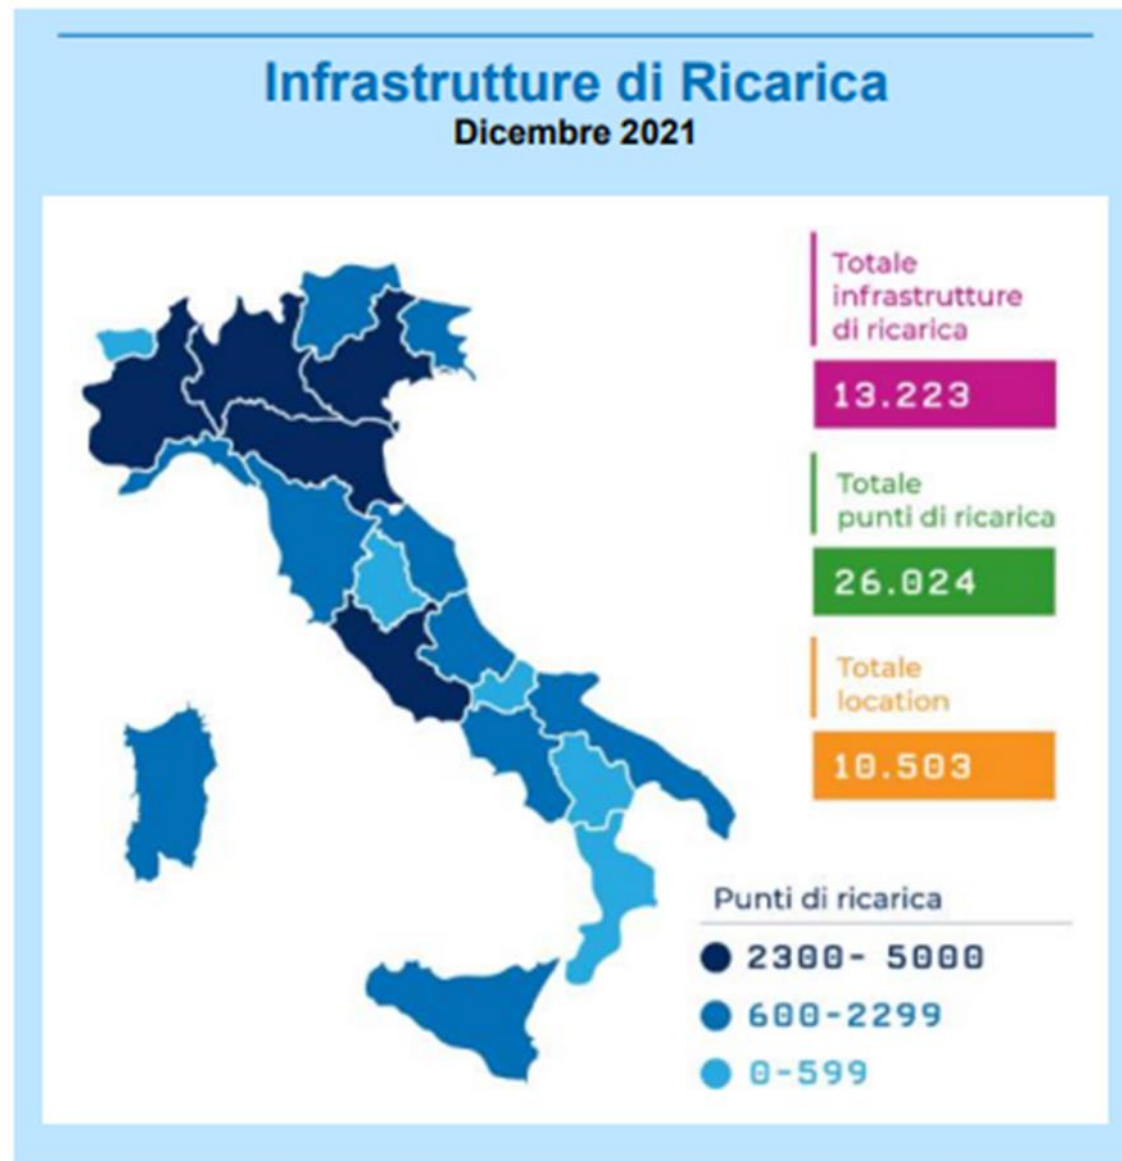 Infrastrutture di Ricarica
Dicembre 2021
Totale
infrastrutture
di ricarica
13.223
Totale
punti di ricarica
26.024
Totale
location
10.503
Punti di ricarica
2300- 5000
600-2299
0-599